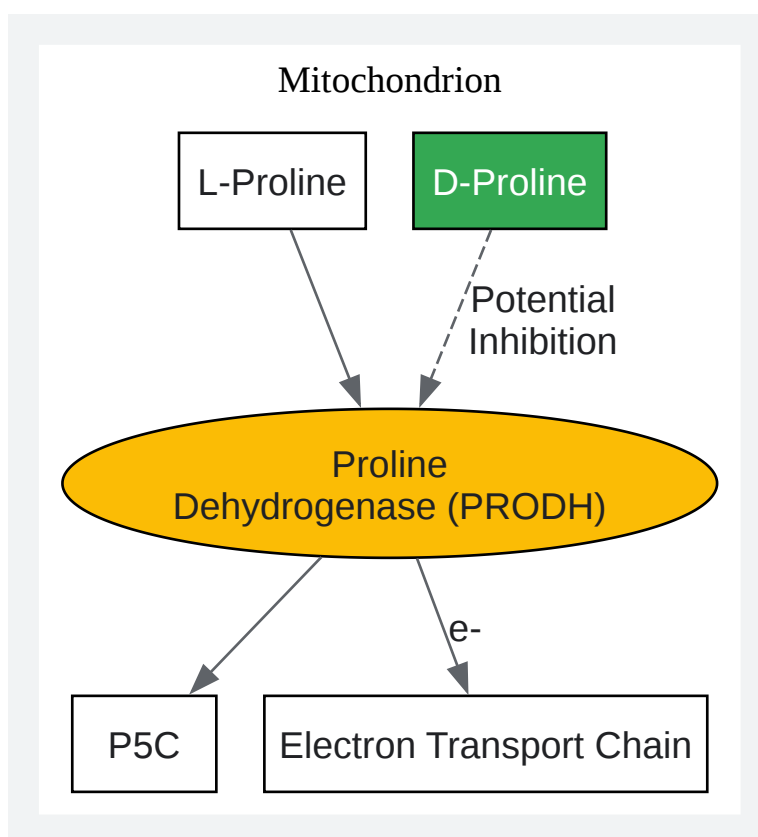 Mitochondrion
L-Proline
D-Proline
Potential
Inhibition
Proline
Dehydrogenase (PRODH)
e-
P5C
Electron Transport Chain